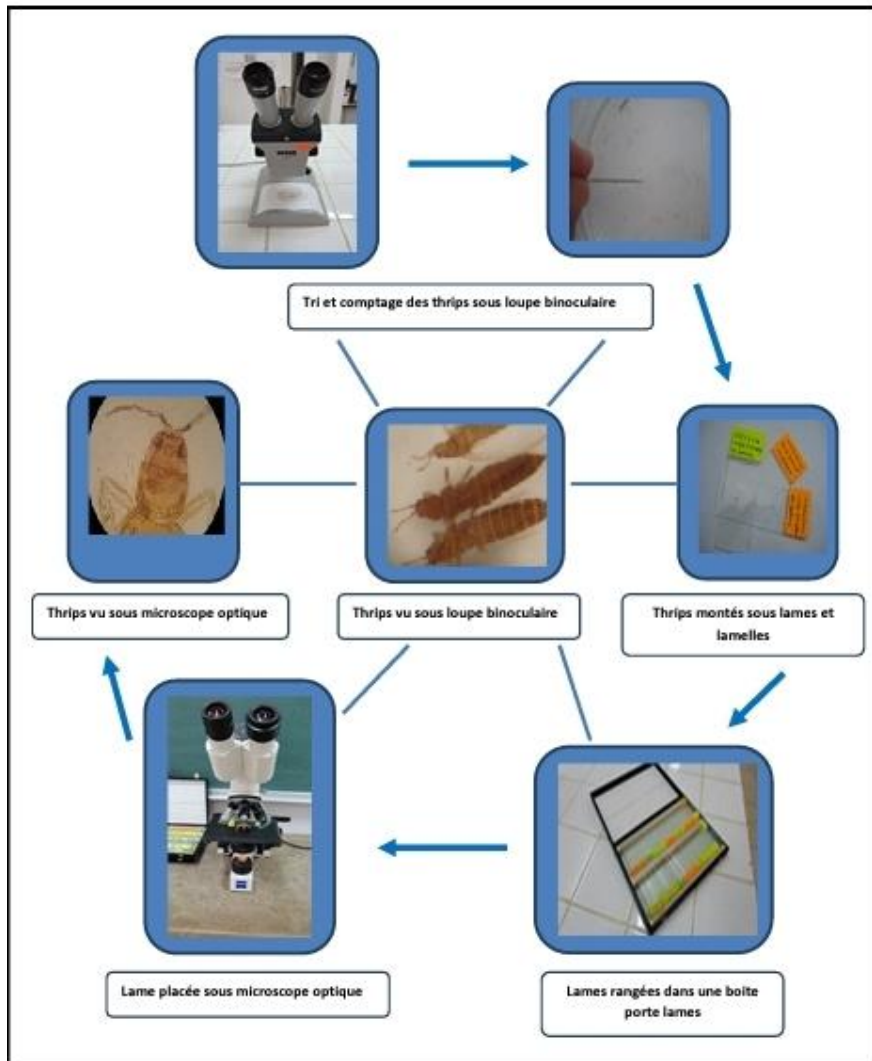 Tri et comptage des thrips sous loupe binoculaire
Thrips vu sous microscope optique
Thrips vu sous loupe binoculaire
Thrips montés sous lames et
lamelles
Lame placée sous microscope optique
Lames rangées dans une boite
porte lames